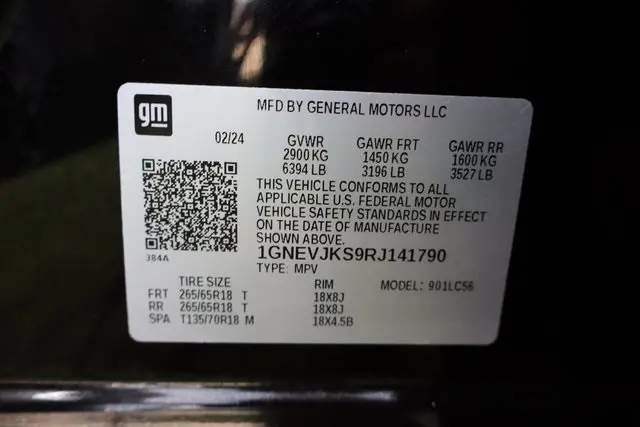 gm
MFD BY GENERAL MOTORS LLC
02/24 GVWR GAWR FRT GAWR RR
2900 KG 1450 KG 1600 KG
6394 LB 3196 LB 3527 LB
THIS VEHICLE CONFORMS TO ALL
APPLICABLE U.S. FEDERAL MOTOR
VEHICLE SAFETY STANDARDS IN EFFECT
ON THE DATE OF MANUFACTURE
SHOWN ABOVE.
J84A
1GNEVJKS9RJ141790
TYPE: MPV
TIRE SIZE RIM MODEL: 901LC56
FRT 265/65R18 T 18X8J
RR 265/65R18 T 18X8J
SPA T135/70R18 M 18X4.5B